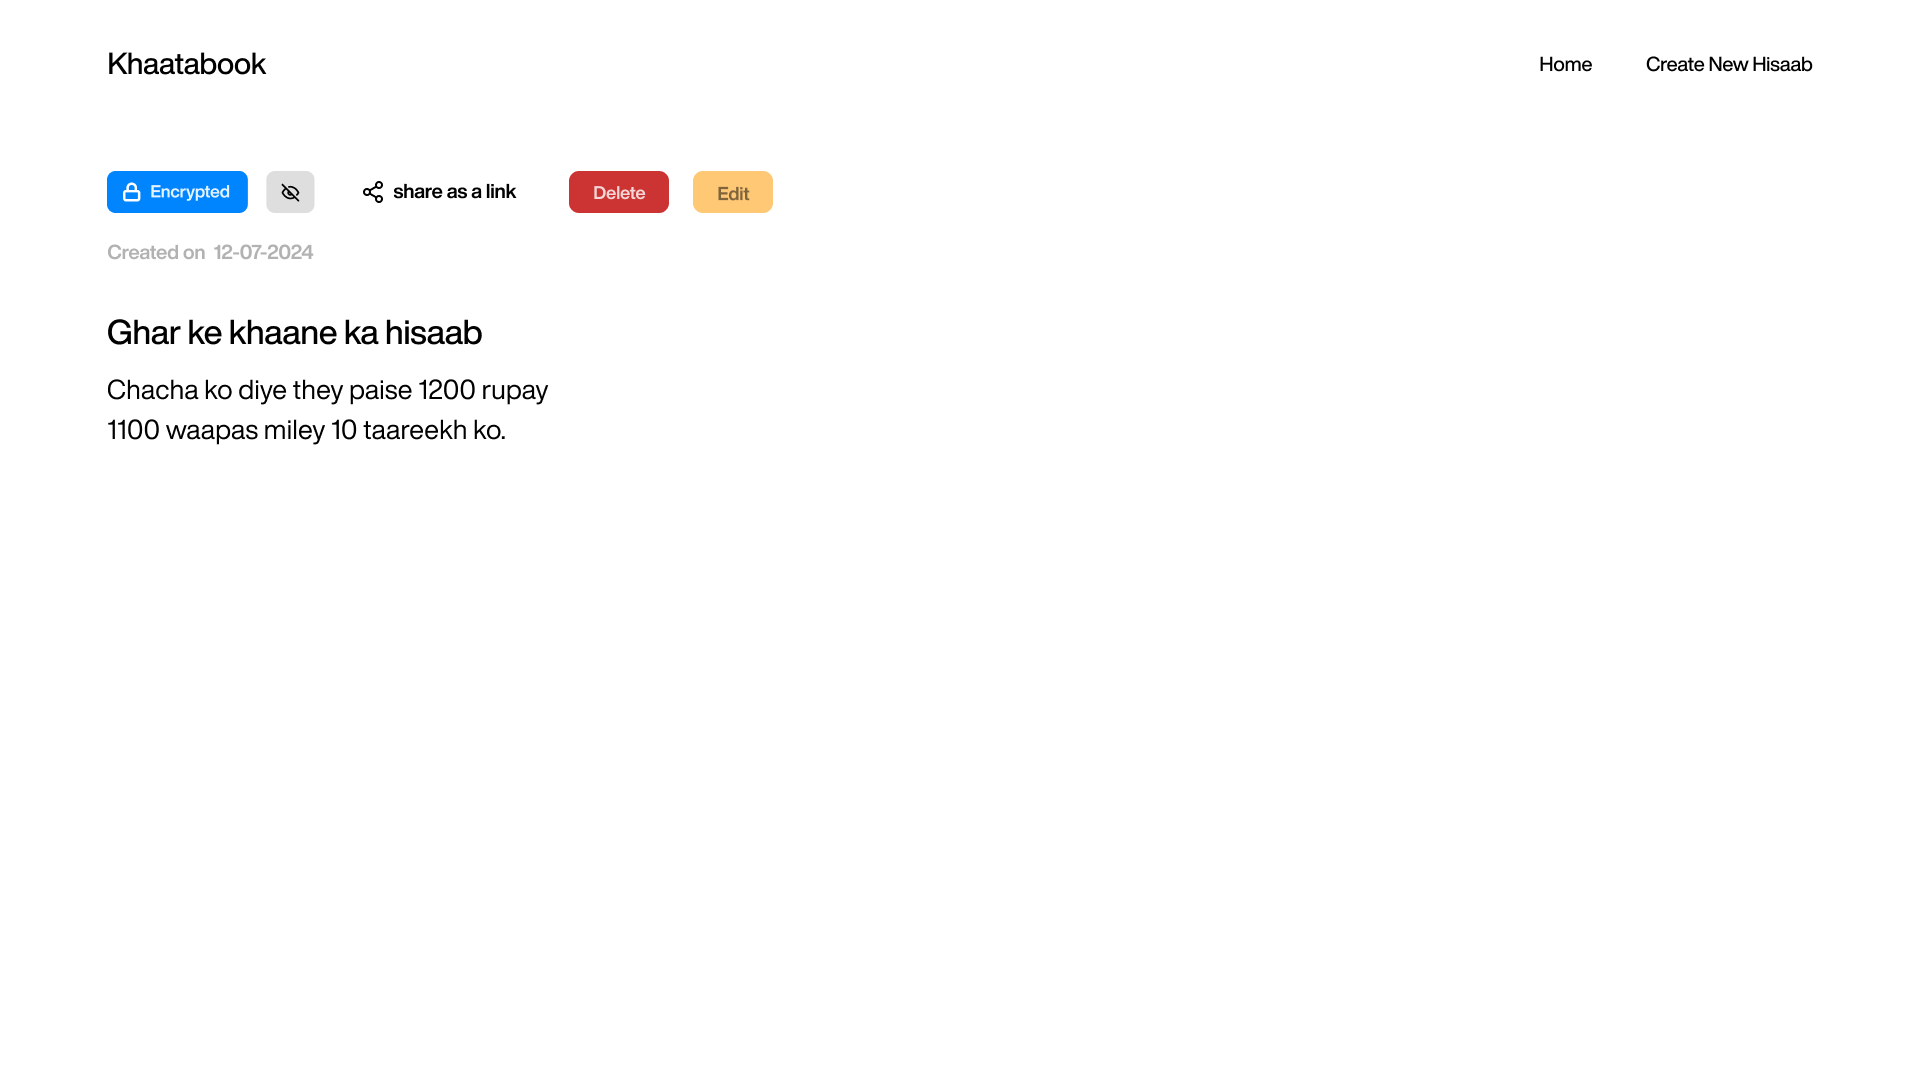 Khaatabook
Home
Create New Hisaab
Encrypted
share as a link
Delete
Edit
Created on 12-07-2024
Ghar ke khaane ka hisaab
Chacha ko diye they paise 1200 rupay
1100 waapas miley 10 taareekh ko.